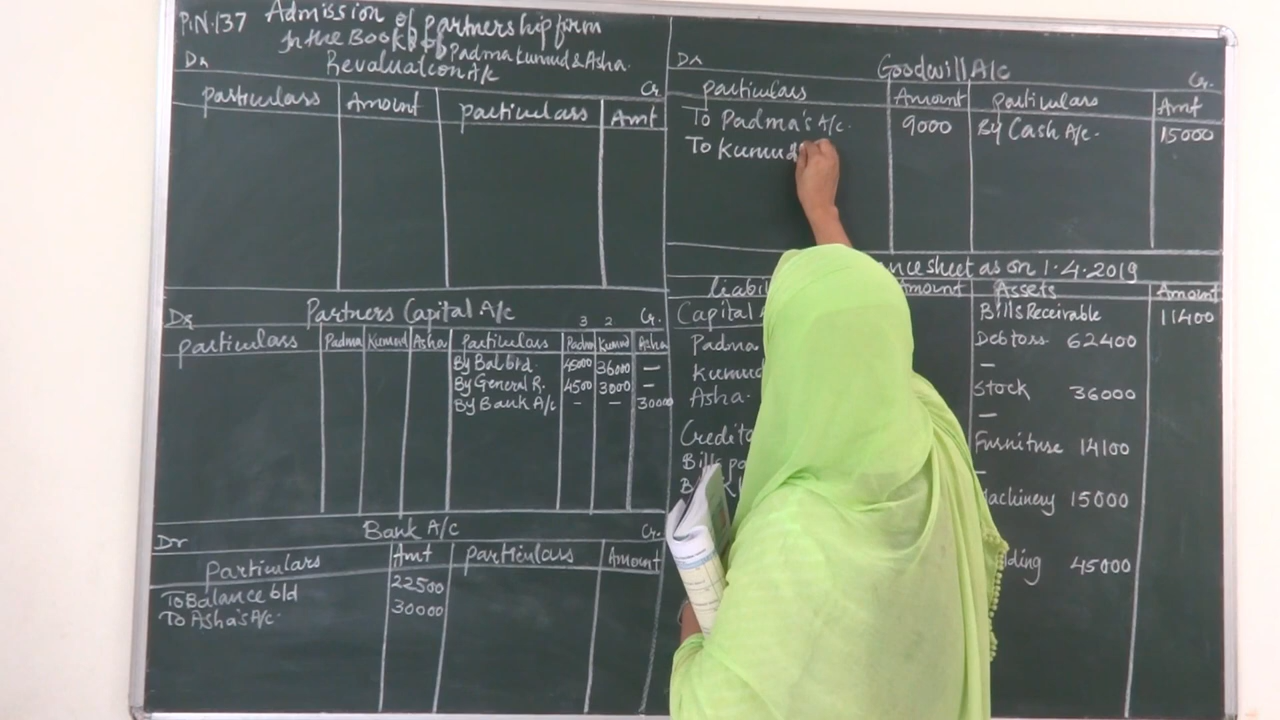 P.N.137 Admission of partnership form
In the Books of Padma Kumud & Asha.
Revaluation A/c
Dr Cr.
particulars Amount particulars Amt
Partners Capital A/c
Dr 3 2 Cr.
particulars Padma Kumud Asha particulars Padma Kumud Asha
By Bal b/d. 45000 36000 —
By General R. 4500 3000 -
By Bank A/c - - 30000
Bank A/c
Dr Cr.
particulars Amt particulars Amount
To Balance b/d 22500
To Asha's A/c. 30000
Goodwill A/c
Dr Cr.
particulars Amount particulars Amt
To Padma's A/c. 9000 By Cash A/c. 15000
To Kumud
sheet as on 1.4.2019
Amount Assets Amount
Capital Bills Receivable 11400
Padma Debtors 62400
Kumud —
Asha. Stock 36000
—
Furniture 14100
-
Machinery 15000
45000